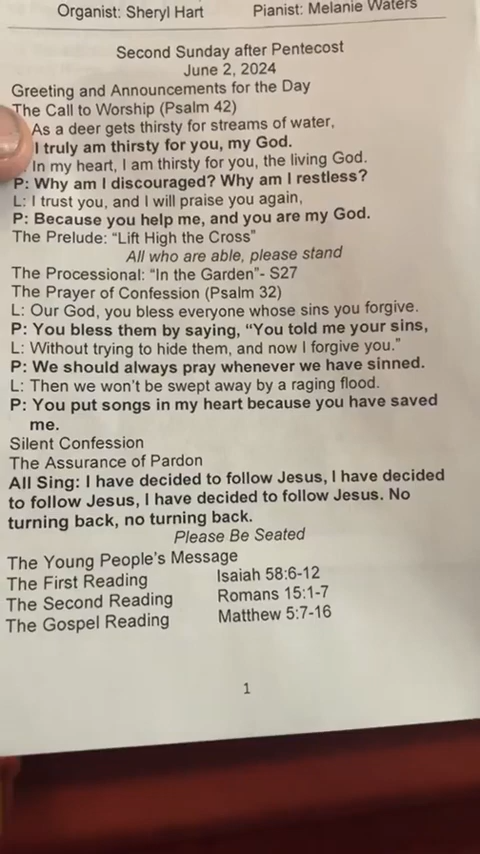 Organist: Sheryl Hart Pianist: Melanie Waters
Second Sunday after Pentecost
June 2, 2024
Greeting and Announcements for the Day
The Call to Worship (Psalm 42)
As a deer gets thirsty for streams of water,
I truly am thirsty for you, my God.
In my heart, I am thirsty for you, the living God.
P: Why am I discouraged? Why am I restless?
L: I trust you, and I will praise you again,
P: Because you help me, and you are my God.
The Prelude: “Lift High the Cross”
All who are able, please stand
The Processional: “In the Garden”- S27
The Prayer of Confession (Psalm 32)
L: Our God, you bless everyone whose sins you forgive.
P: You bless them by saying, “You told me your sins,
L: Without trying to hide them, and now I forgive you.”
P: We should always pray whenever we have sinned.
L: Then we won’t be swept away by a raging flood.
P: You put songs in my heart because you have saved
me.
Silent Confession
The Assurance of Pardon
All Sing: I have decided to follow Jesus, I have decided
to follow Jesus, I have decided to follow Jesus. No
turning back, no turning back.
Please Be Seated
The Young People’s Message
The First Reading Isaiah 58:6-12
The Second Reading Romans 15:1-7
The Gospel Reading Matthew 5:7-16
1